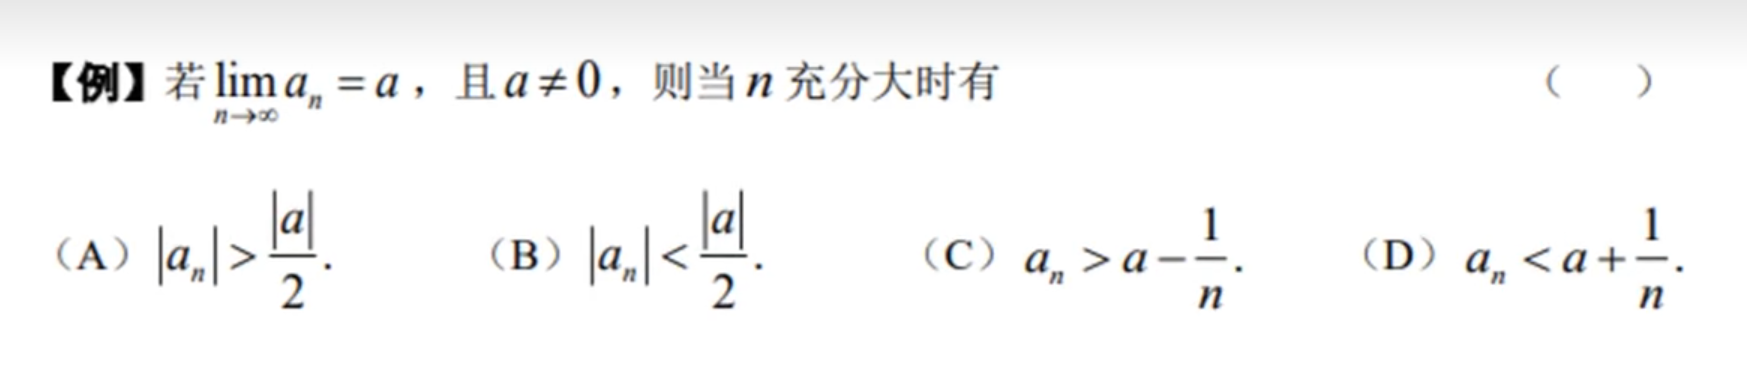 【例】若 $\lim_{n\to\infty} a_n = a$，且 $a \neq 0$，则当 $n$ 充分大时有 （ ）
（A）$|a_n| > \frac{|a|}{2}$. （B）$|a_n| < \frac{|a|}{2}$. （C）$a_n > a - \frac{1}{n}$. （D）$a_n < a + \frac{1}{n}$.